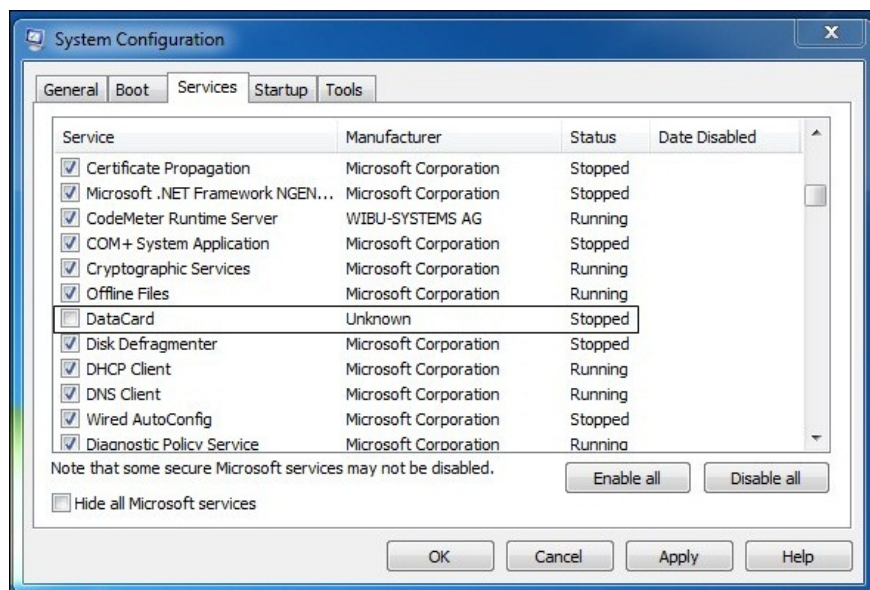 System Configuration
General Boot Services Startup Tools
Service Manufacturer Status Date Disabled
Certificate Propagation Microsoft Corporation Stopped
Microsoft .NET Framework NGEN... Microsoft Corporation Stopped
CodeMeter Runtime Server WIBU-SYSTEMS AG Running
COM+ System Application Microsoft Corporation Stopped
Cryptographic Services Microsoft Corporation Running
Offline Files Microsoft Corporation Running
DataCard Unknown Stopped
Disk Defragmenter Microsoft Corporation Stopped
DHCP Client Microsoft Corporation Running
DNS Client Microsoft Corporation Running
Wired AutoConfig Microsoft Corporation Stopped
Diagnostic Policy Service Microsoft Corporation Running
Note that some secure Microsoft services may not be disabled.
Enable all Disable all
Hide all Microsoft services
OK Cancel Apply Help